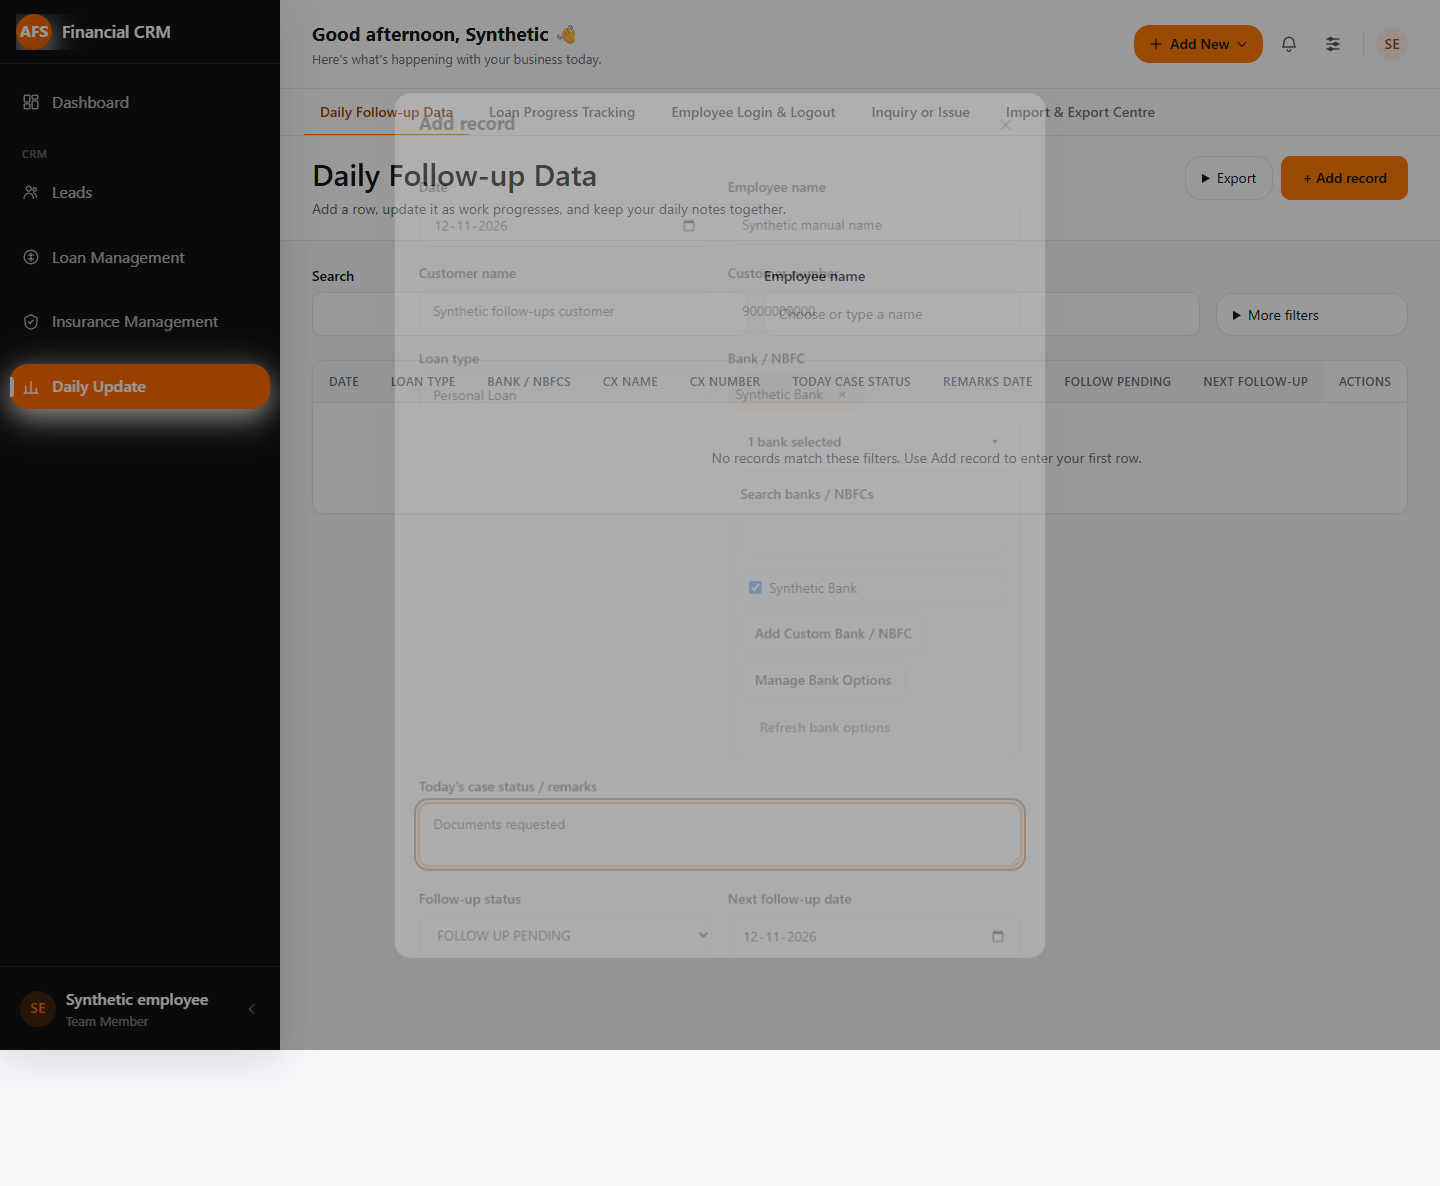 AFS Financial CRM
Dashboard
CRM
Leads
Loan Management
Insurance Management
Daily Update
SE
Synthetic employee
Team Member
Good afternoon, Synthetic 👋
Here's what's happening with your business today.
+ Add New
SE
Daily Follow-up Data
Loan Progress Tracking
Employee Login & Logout
Inquiry or Issue
Import & Export Centre
Daily Follow-up Data
Add a row, update it as work progresses, and keep your daily notes together.
Export
+ Add record
Search
Employee name
Choose or type a name
More filters
DATE LOAN TYPE BANK / NBFCS CX NAME CX NUMBER TODAY CASE STATUS REMARKS DATE FOLLOW PENDING NEXT FOLLOW-UP ACTIONS
No records match these filters. Use Add record to enter your first row.
Add record
Date
12-11-2026
Employee name
Synthetic manual name
Customer name
Synthetic follow-ups customer
Customer number
9000000000
Loan type
Personal Loan
Bank / NBFC
Synthetic Bank ×
1 bank selected
Search banks / NBFCs
Synthetic Bank
Add Custom Bank / NBFC
Manage Bank Options
Refresh bank options
Today's case status / remarks
Documents requested
Follow-up status
FOLLOW UP PENDING
Next follow-up date
12-11-2026